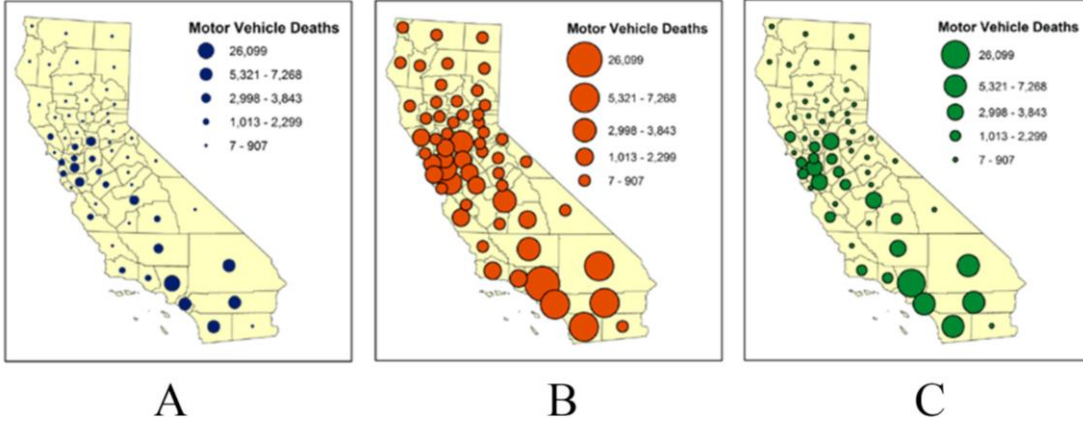 Motor Vehicle Deaths
26,099
5,321 - 7,268
2,998 - 3,843
1,013 - 2,299
7 - 907
Motor Vehicle Deaths
26,099
5,321 - 7,268
2,998 - 3,843
1,013 - 2,299
7 - 907
Motor Vehicle Deaths
26,099
5,321 - 7,268
2,998 - 3,843
1,013 - 2,299
7 - 907
A
B
C